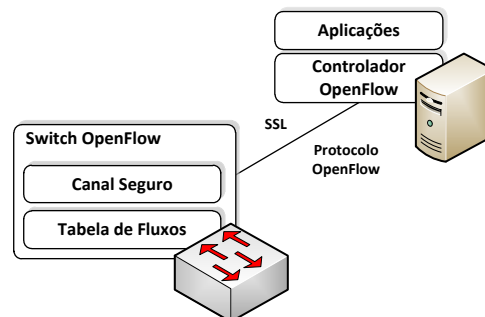 Aplicações
Controlador
OpenFlow
SSL
Protocolo
OpenFlow
Switch OpenFlow
Canal Seguro
Tabela de Fluxos